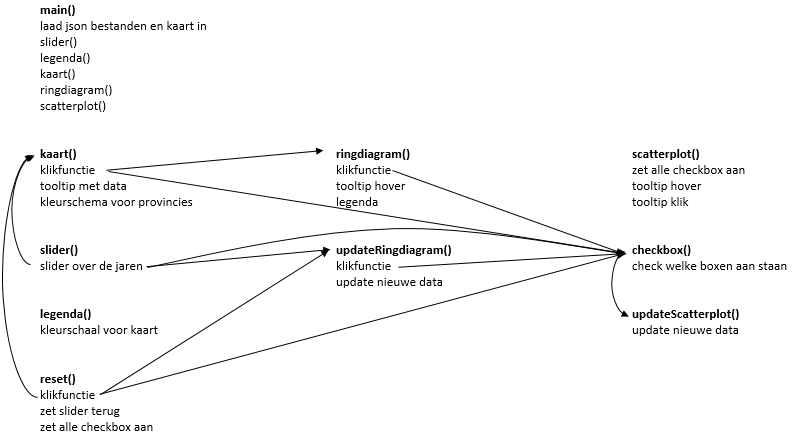 main()
laad json bestanden en kaart in
slider()
legenda()
kaart()
ringdiagram()
scatterplot()
kaart()
klikfunctie
tooltip met data
kleurschema voor provincies
ringdiagram()
klikfunctie
tooltip hover
legenda
scatterplot()
zet alle checkbox aan
tooltip hover
tooltip klik
slider()
slider over de jaren
updateRingdiagram()
klikfunctie
update nieuwe data
checkbox()
check welke boxen aan staan
legenda()
kleurschaal voor kaart
updateScatterplot()
update nieuwe data
reset()
klikfunctie
zet slider terug
zet alle checkbox aan